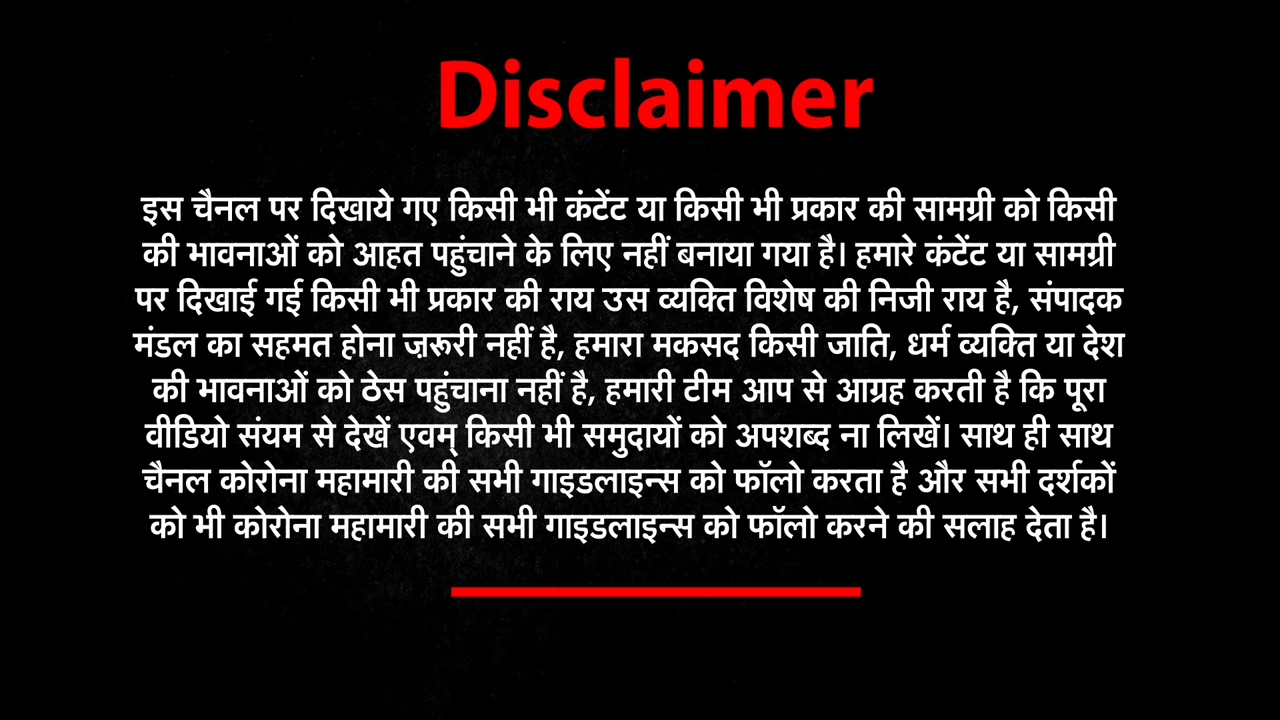 Disclaimer
इस चैनल पर दिखाये गए किसी भी कंटेंट या किसी भी प्रकार की सामग्री को किसी
की भावनाओं को आहत पहुंचाने के लिए नहीं बनाया गया है। हमारे कंटेंट या सामग्री
पर दिखाई गई किसी भी प्रकार की राय उस व्यक्ति विशेष की निजी राय है, संपादक
मंडल का सहमत होना ज़रूरी नहीं है, हमारा मकसद किसी जाति, धर्म व्यक्ति या देश
की भावनाओं को ठेस पहुंचाना नहीं है, हमारी टीम आप से आग्रह करती है कि पूरा
वीडियो संयम से देखें एवम् किसी भी समुदायों को अपशब्द ना लिखें। साथ ही साथ
चैनल कोरोना महामारी की सभी गाइडलाइन्स को फॉलो करता है और सभी दर्शकों
को भी कोरोना महामारी की सभी गाइडलाइन्स को फॉलो करने की सलाह देता है।